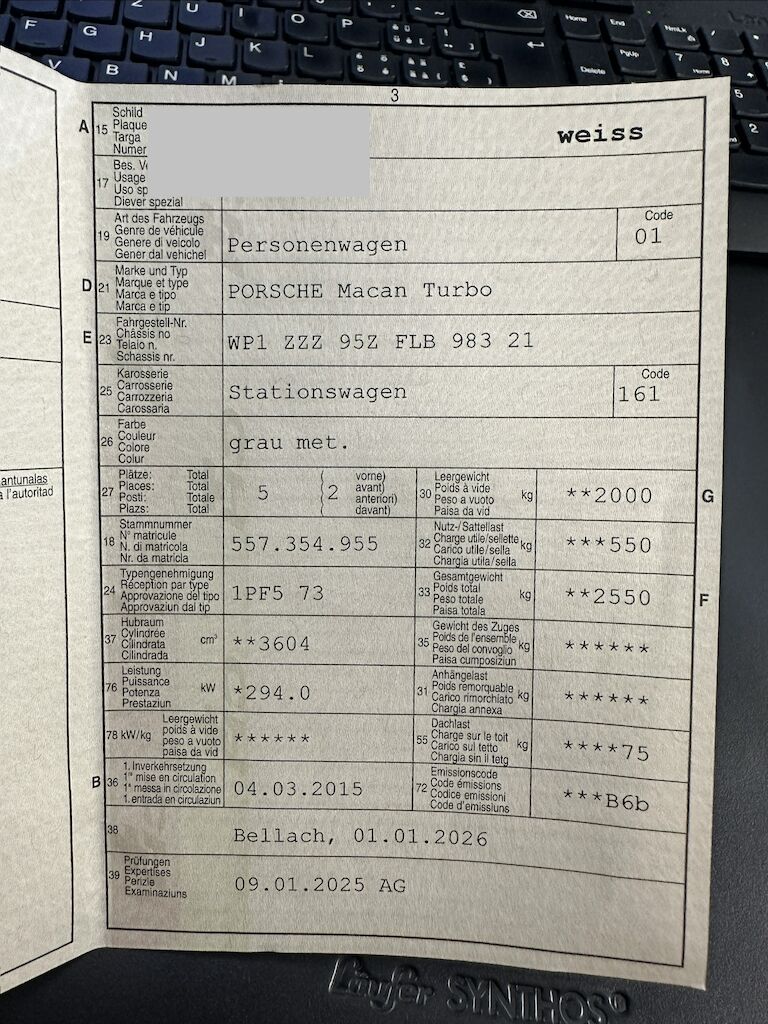 3
A 15 Schild
Plaque
Targa
Numer
weiss
17 Bes. Ve
Usage
Uso sp
Diever spezial
19 Art des Fahrzeugs
Genre de véhicule
Genere di veicolo
Gener dal vehichel
Personenwagen
Code
01
D 21 Marke und Typ
Marque et type
Marca e tipo
Marca e tip
PORSCHE Macan Turbo
E 23 Fahrgestell-Nr.
Châssis no
Telaio n.
Schassis nr.
WP1 ZZZ 95Z FLB 983 21
25 Karosserie
Carrosserie
Carrozzeria
Carossaria
Stationswagen
Code
161
26 Farbe
Couleur
Colore
Colur
grau met.
27 Plätze: Total
Places: Total
Posti: Totale
Plazs: Total
5 (2 vorne)
avant)
anteriori)
davant)
30 Leergewicht
Poids à vide
Peso a vuoto
Paisa da vid
kg
**2000
G
18 Stammnummer
N° matricule
N. di matricola
Nr. da matricla
557.354.955
32 Nutz-/Sattellast
Charge utile/sellette
Carico utile/sella
Chargia utila/sella
kg
***550
24 Typengenehmigung
Réception par type
Approvazione del tipo
Approvaziun dal tip
1PF5 73
33 Gesamtgewicht
Poids total
Peso totale
Paisa totala
kg
**2550
F
37 Hubraum
Cylindrée
Cilindrata
Cilindrada
cm³
**3604
35 Gewicht des Zuges
Poids de l'ensemble
Peso del convoglio
Paisa cumposiziun
kg
******
76 Leistung
Puissance
Potenza
Prestaziun
kW
*294.0
31 Anhängelast
Poids remorquable
Carico rimorchiato
Chargia annexa
kg
******
78 kW/kg
Leergewicht
poids à vide
peso a vuoto
paisa da vid
******
55 Dachlast
Charge sur le toit
Carico sul tetto
Chargia sin il tetg
kg
****75
B 36 1. Inverkehrsetzung
1re mise en circulation
1a messa in circolazione
1. entrada en circulaziun
04.03.2015
72 Emissionscode
Code émissions
Codice emissioni
Code d'emissiuns
***B6b
38
Bellach, 01.01.2026
39 Prüfungen
Expertises
Perizie
Examinaziuns
09.01.2025 AG
antunalas
a l'autoritad
Läufer SYNTHOS